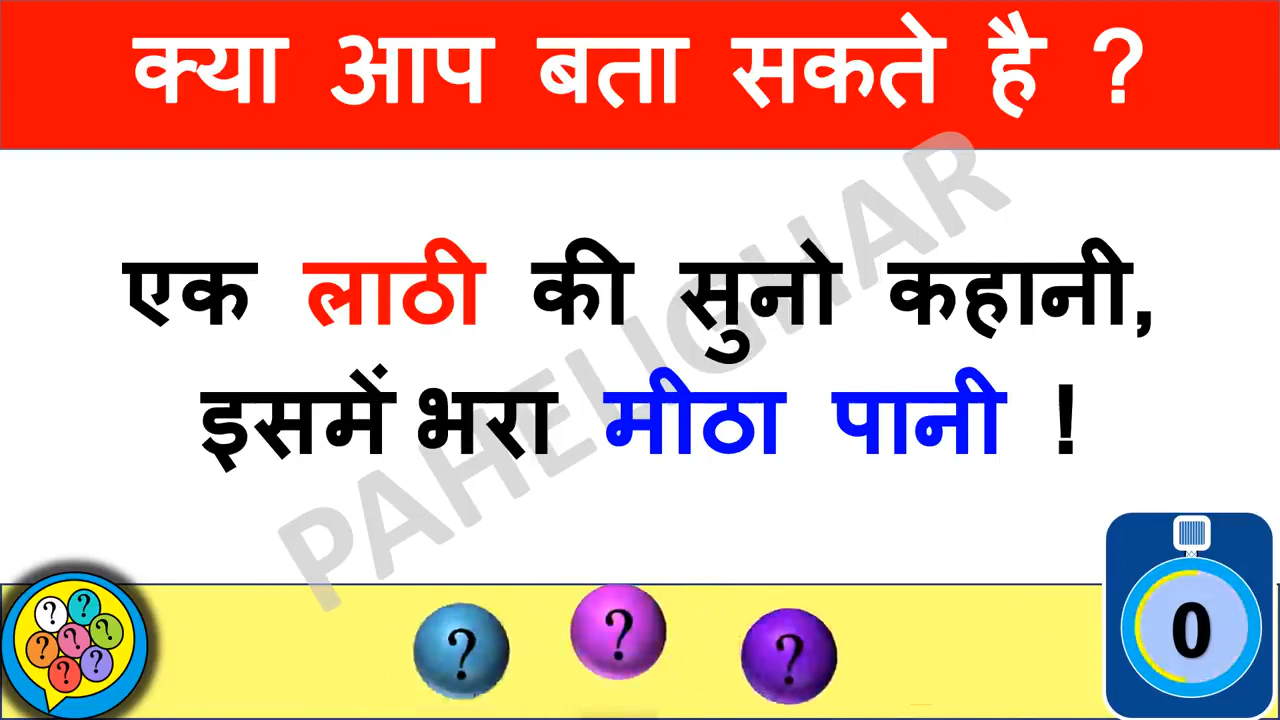 क्या आप बता सकते है ?
एक लाठी की सुनो कहानी,
इसमें भरा मीठा पानी !
PAHELIGHAR
? ? ? ? ? ? ?
? ? ?
0